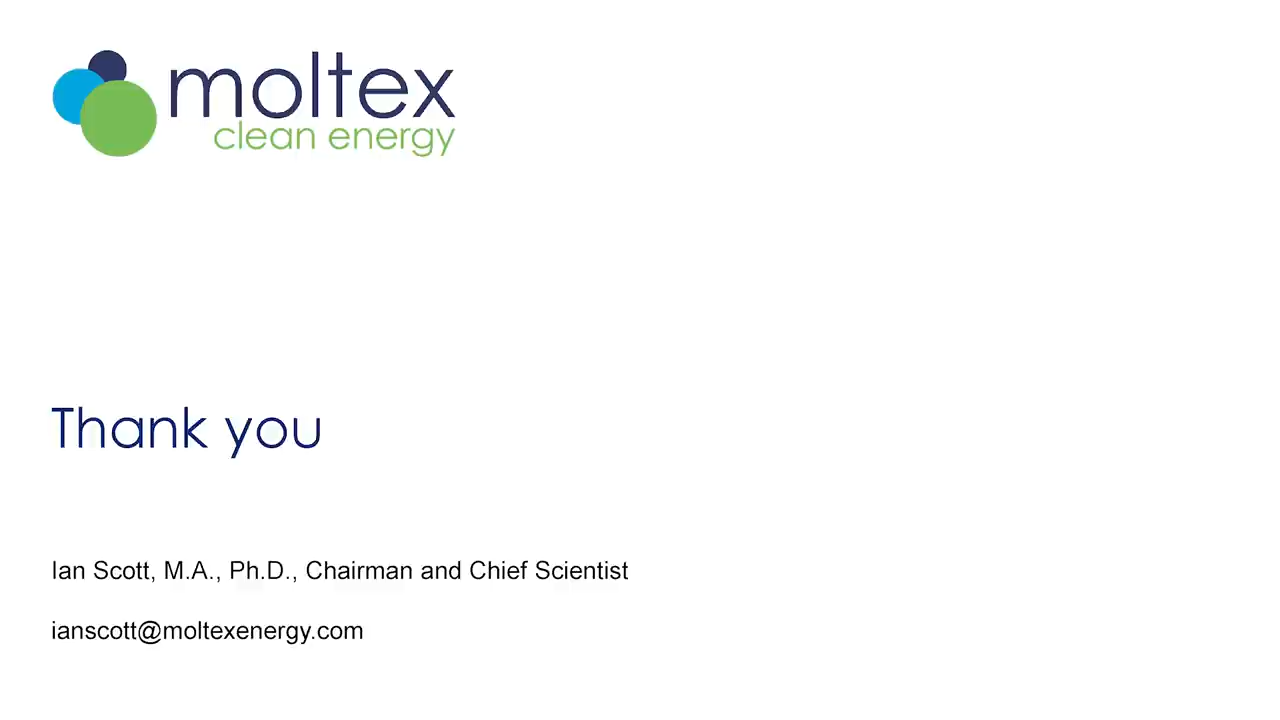 moltex
clean energy
Thank you
Ian Scott, M.A., Ph.D., Chairman and Chief Scientist
ianscott@moltexenergy.com